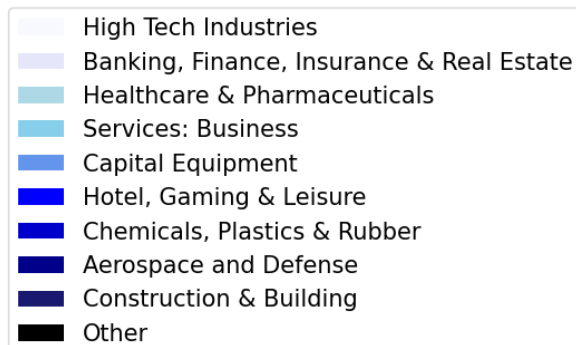 High Tech Industries
Banking, Finance, Insurance & Real Estate
Healthcare & Pharmaceuticals
Services: Business
Capital Equipment
Hotel, Gaming & Leisure
Chemicals, Plastics & Rubber
Aerospace and Defense
Construction & Building
Other